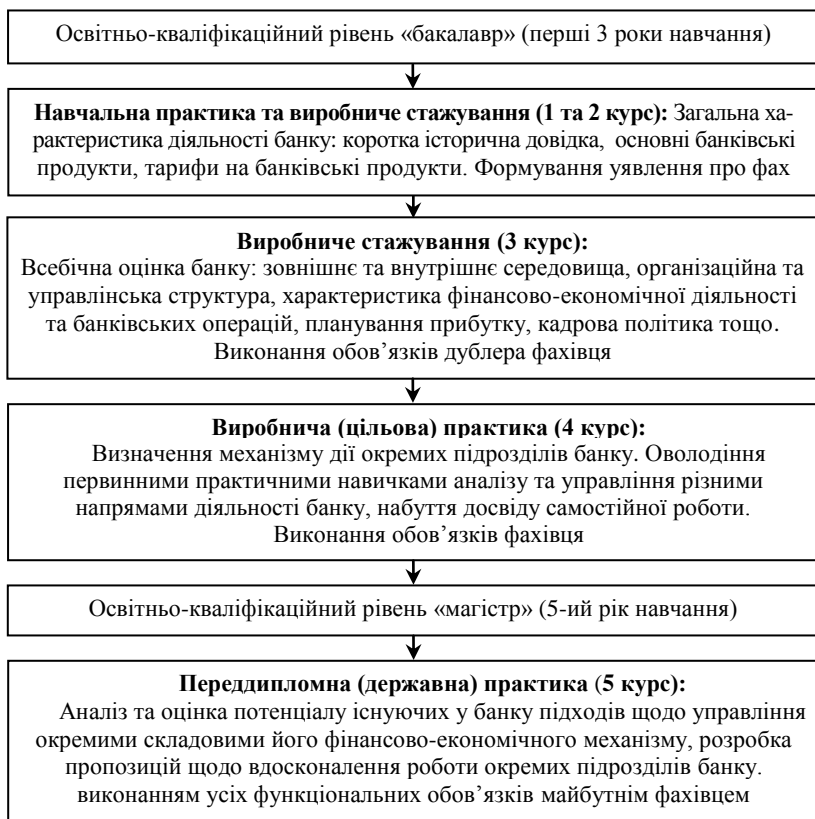 Освітньо-кваліфікаційний рівень «бакалавр» (перші 3 роки навчання)
Навчальна практика та виробниче стажування (1 та 2 курс): Загальна ха-
рактеристика діяльності банку: коротка історична довідка, основні банківські
продукти, тарифи на банківські продукти. Формування уявлення про фах
Виробниче стажування (3 курс):
Всебічна оцінка банку: зовнішнє та внутрішнє середовища, організаційна та
управлінська структура, характеристика фінансово-економічної діяльності
та банківських операцій, планування прибутку, кадрова політика тощо.
Виконання обов’язків дублера фахівця
Виробнича (цільова) практика (4 курс):
Визначення механізму дії окремих підрозділів банку. Оволодіння
первинними практичними навичками аналізу та управління різними
напрямами діяльності банку, набуття досвіду самостійної роботи.
Виконання обов’язків фахівця
Освітньо-кваліфікаційний рівень «магістр» (5-ий рік навчання)
Переддипломна (державна) практика (5 курс):
Аналіз та оцінка потенціалу існуючих у банку підходів щодо управління
окремими складовими його фінансово-економічного механізму, розробка
пропозицій щодо вдосконалення роботи окремих підрозділів банку.
виконанням усіх функціональних обов’язків майбутнім фахівцем